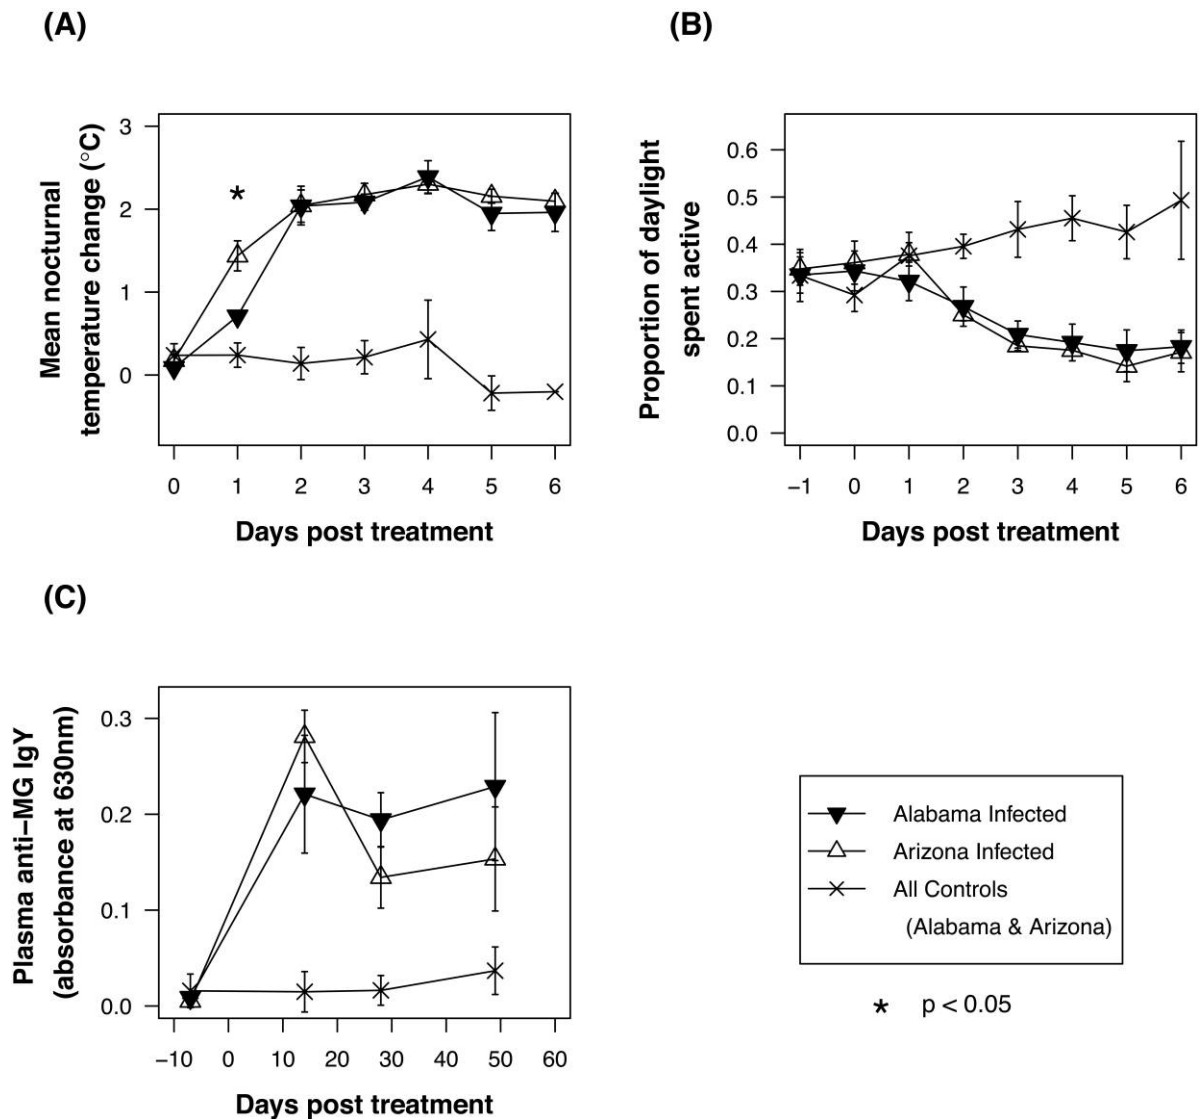 (A)
(B)
Mean nocturnal
temperature change (°C)
3
2
1
0
*
0 1 2 3 4 5 6
Days post treatment
Proportion of daylight
spent active
0.6
0.5
0.4
0.3
0.2
0.1
0.0
−1 0 1 2 3 4 5 6
Days post treatment
(C)
Plasma anti−MG IgY
(absorbance at 630nm)
0.3
0.2
0.1
0.0
−10 0 10 20 30 40 50 60
Days post treatment
Alabama Infected
Arizona Infected
All Controls
(Alabama & Arizona)
* p < 0.05